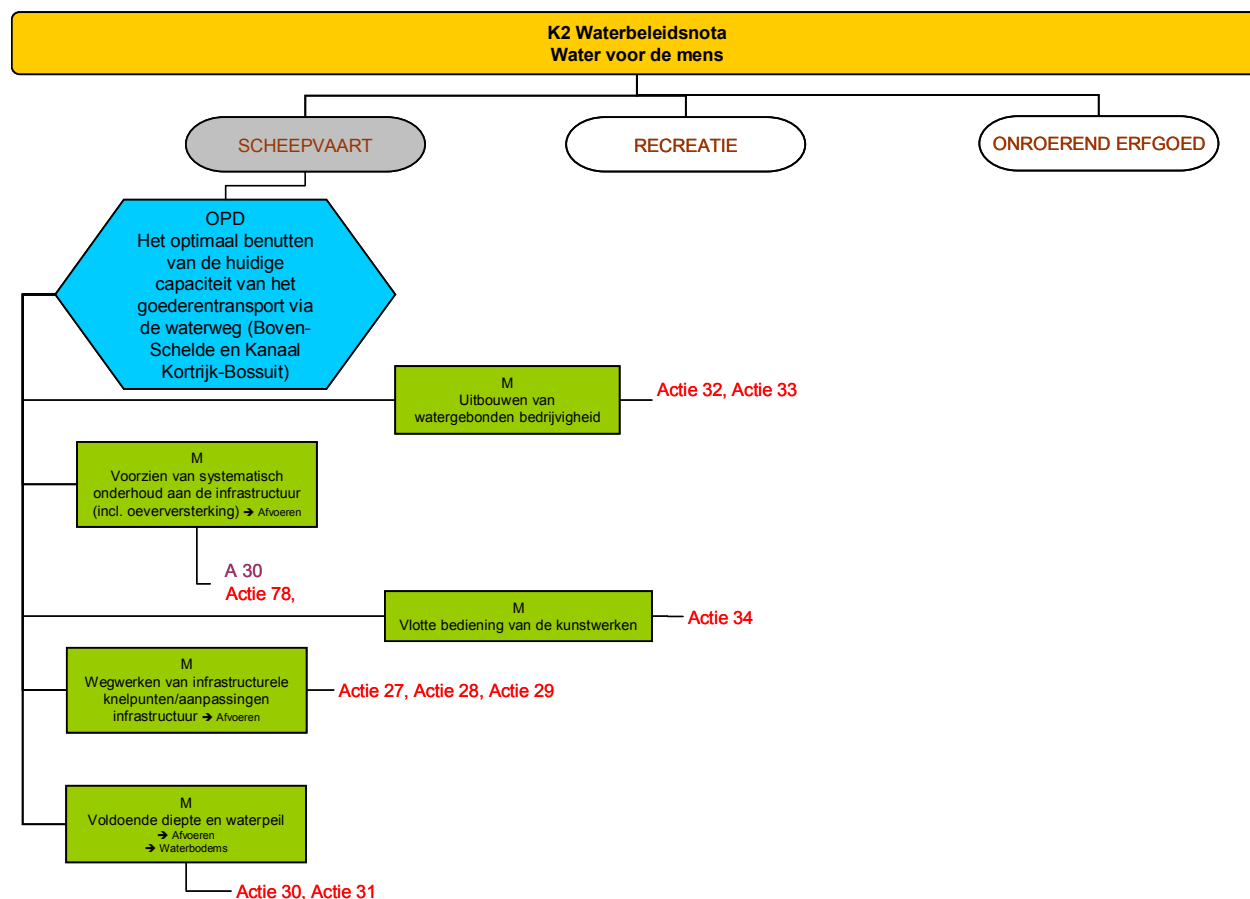 K2 Waterbeleidsnota
Water voor de mens
SCHEEPVAART
RECREATIE
ONROEREND ERFGOED
OPD
Het optimaal benutten
van de huidige
capaciteit van het
goederentransport via
de waterweg (Boven-
Schelde en Kanaal
Kortrijk-Bossuit)
M
Uitbouwen van
watergebonden bedrijvigheid
Actie 32, Actie 33
M
Voorzien van systematisch
onderhoud aan de infrastructuur
(incl. oeverversterking) ➔ Afvoeren
A 30
Actie 78,
M
Vlotte bediening van de kunstwerken
Actie 34
M
Wegwerken van infrastructurele
knelpunten/aanpassingen
infrastructuur ➔ Afvoeren
Actie 27, Actie 28, Actie 29
M
Voldoende diepte en waterpeil
➔ Afvoeren
➔ Waterbodems
Actie 30, Actie 31